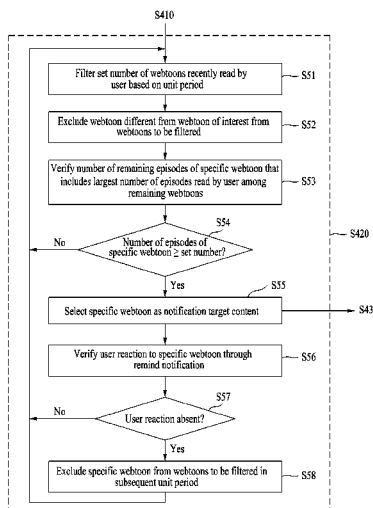 S410
Filter set number of webtoons recently read by
user based on unit period
S51
Exclude webtoon different from webtoon of interest from
webtoons to be filtered
S52
Verify number of remaining episodes of specific webtoon that
includes largest number of episodes read by user among
remaining webtoons
S53
S54
No
Number of episodes of
specific webtoon ≥ set number?
S420
Yes
S55
Select specific webtoon as notification target content
S43
Verify user reaction to specific webtoon through
remind notification
S56
S57
No
User reaction absent?
Yes
Exclude specific webtoon from webtoons to be filtered in
subsequent unit period
S58